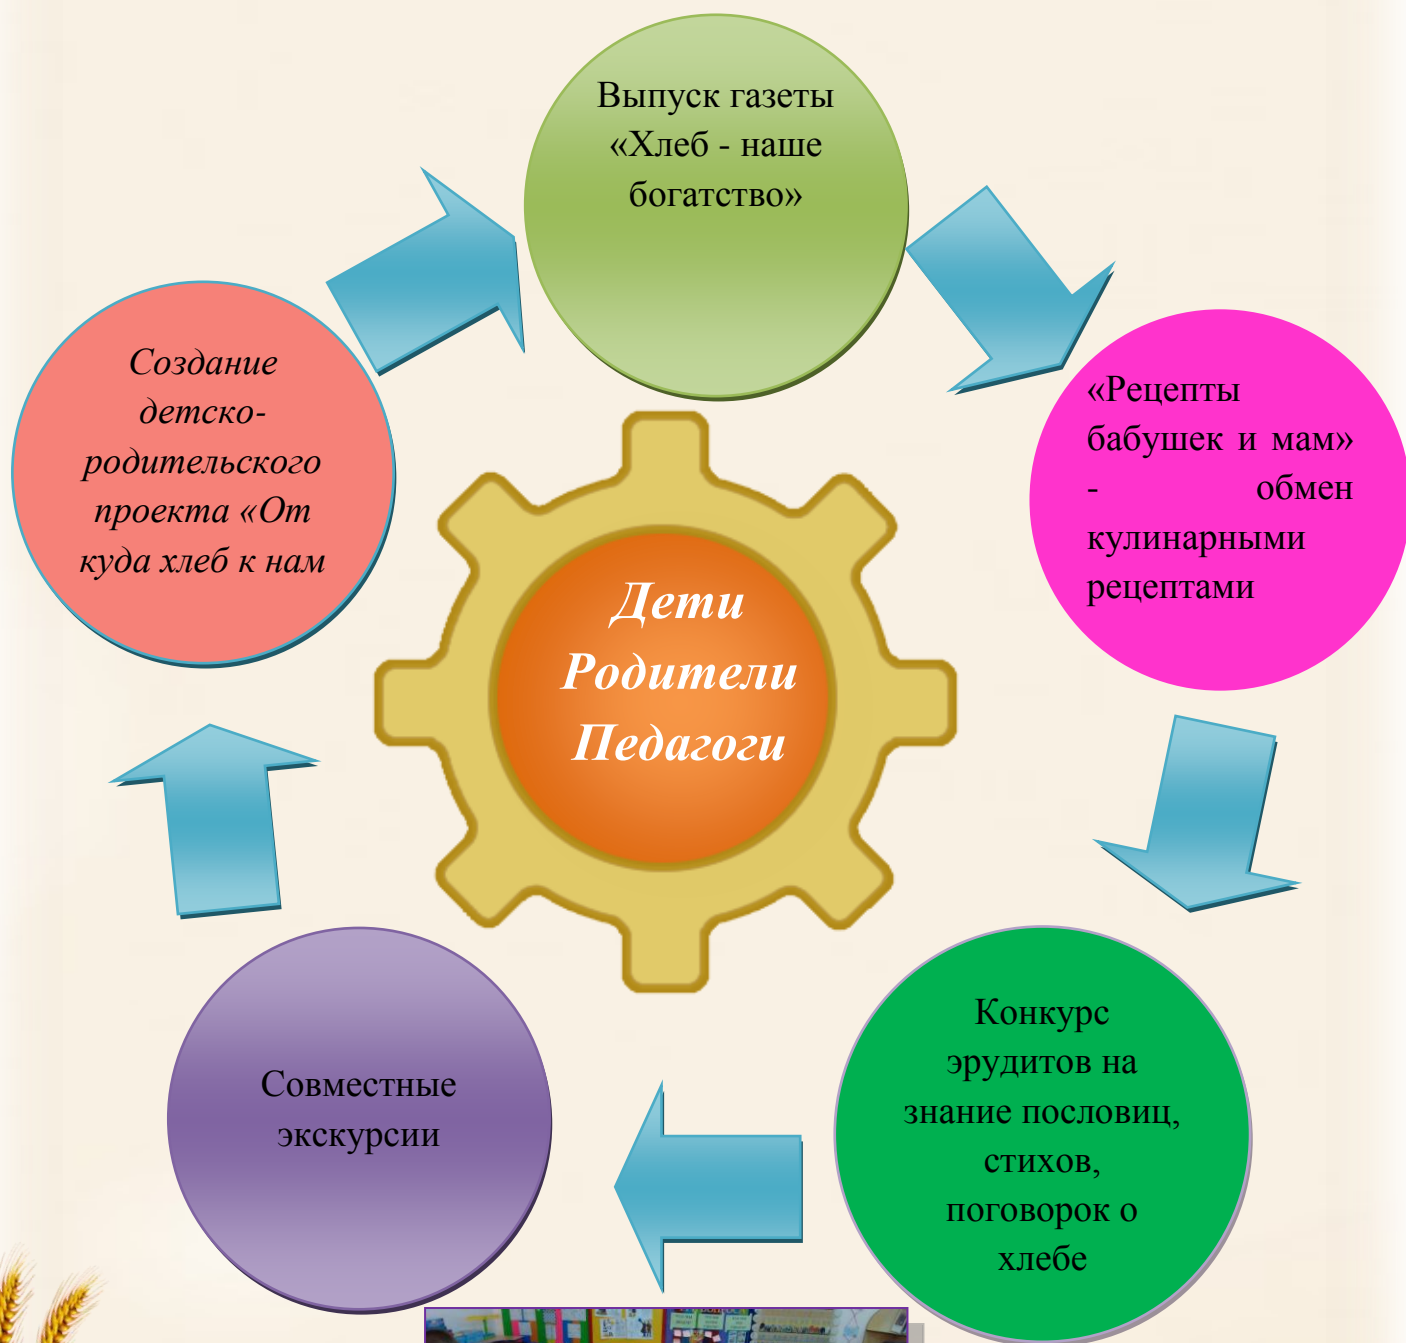 Выпуск газеты
«Хлеб - наше
богатство»
«Рецепты
бабушек и мам»
- обмен
кулинарными
рецептами
Конкурс
эрудитов на
знание пословиц,
стихов,
поговорок о
хлебе
Совместные
экскурсии
Создание
детско-
родительского
проекта «От
куда хлеб к нам
Дети
Родители
Педагоги